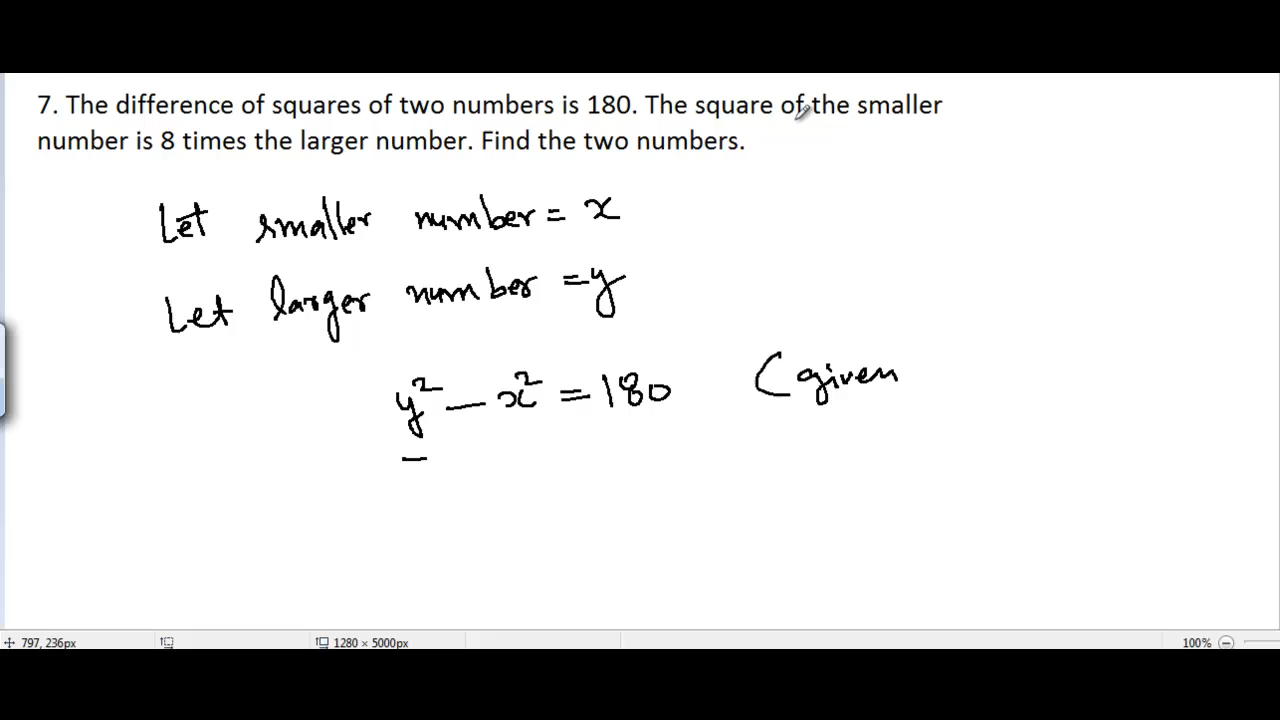 7. The difference of squares of two numbers is 180. The square of the smaller
number is 8 times the larger number. Find the two numbers.
Let smaller number = x
Let larger number = y
y² — x² = 180 (given
797, 236px 1280 × 5000px 100%